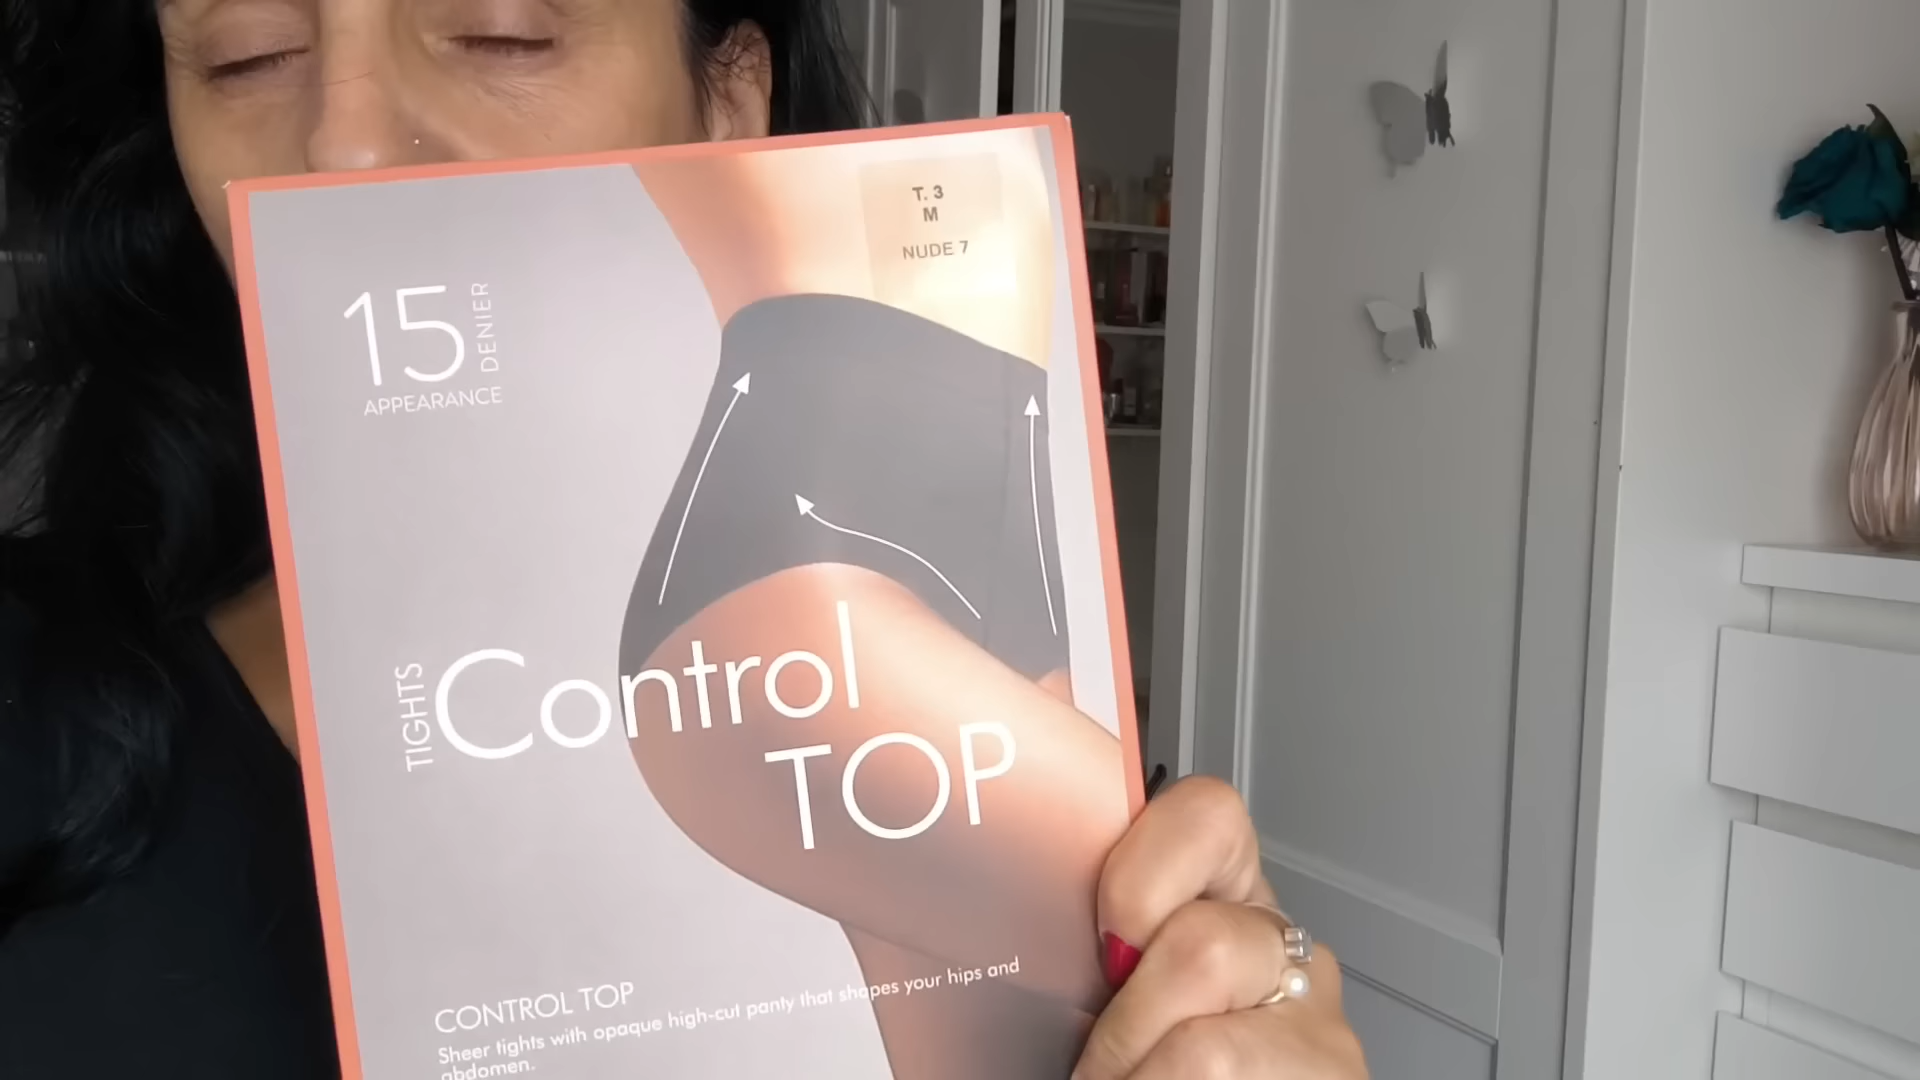 T. 3
M
NUDE 7
15
DENIER
APPEARANCE
TIGHTS
Control
TOP
CONTROL TOP
Sheer tights with opaque high-cut panty that shapes your hips and
abdomen.